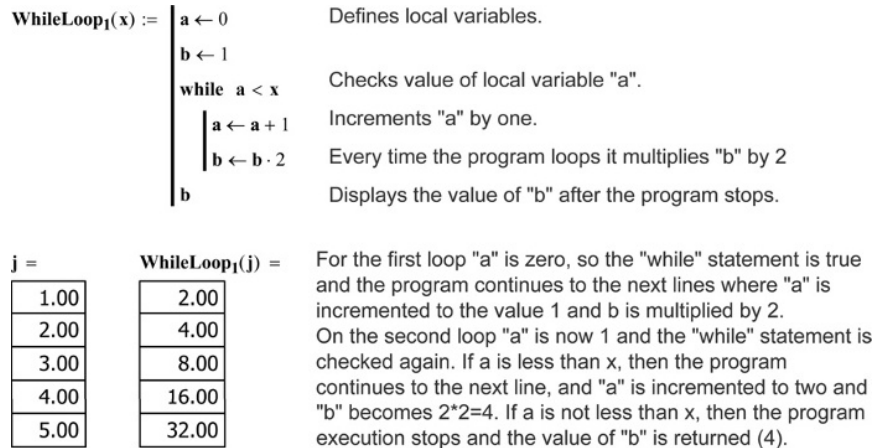 WhileLoop₁(x) := a ← 0 Defines local variables.
b ← 1
while a < x Checks value of local variable "a".
a ← a + 1 Increments "a" by one.
b ← b · 2 Every time the program loops it multiplies "b" by 2
b Displays the value of "b" after the program stops.
j =
1.00
2.00
3.00
4.00
5.00
WhileLoop₁(j) =
2.00
4.00
8.00
16.00
32.00
For the first loop "a" is zero, so the "while" statement is true
and the program continues to the next lines where "a" is
incremented to the value 1 and b is multiplied by 2.
On the second loop "a" is now 1 and the "while" statement is
checked again. If a is less than x, then the program
continues to the next line, and "a" is incremented to two and
"b" becomes 2*2=4. If a is not less than x, then the program
execution stops and the value of "b" is returned (4).